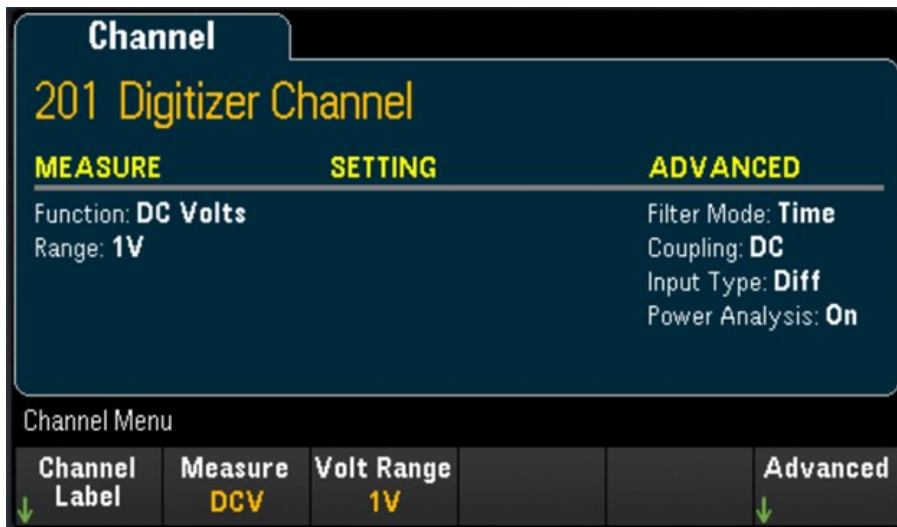 Channel
201 Digitizer Channel
MEASURE SETTING ADVANCED
Function: DC Volts
Range: 1V
Filter Mode: Time
Coupling: DC
Input Type: Diff
Power Analysis: On
Channel Menu
Channel Label
Measure DCV
Volt Range 1V
Advanced